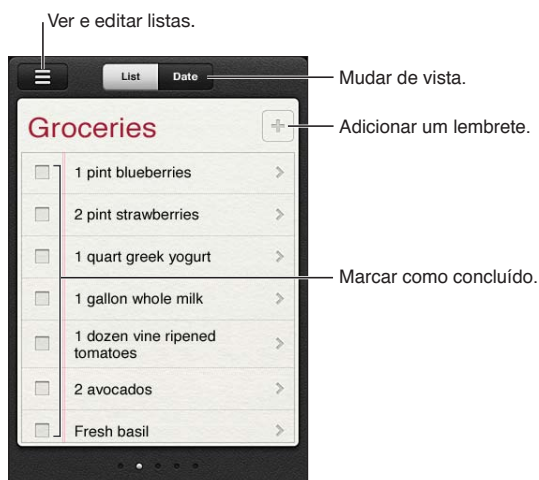 Ver e editar listas.
List Date
Mudar de vista.
Groceries
Adicionar um lembrete.
1 pint blueberries
2 pint strawberries
1 quart greek yogurt
Marcar como concluído.
1 gallon whole milk
1 dozen vine ripened
tomatoes
2 avocados
Fresh basil